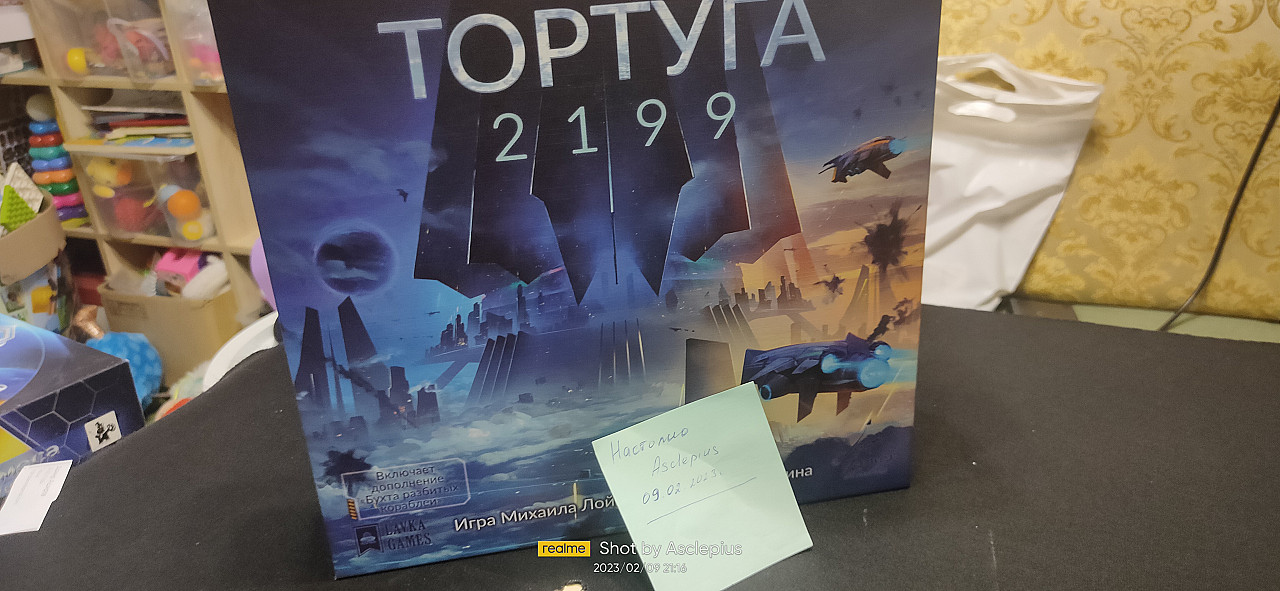 ТОРТУГА
2199
Включает
дополнение
«Бухта разбитых
кораблей»
LAVKA
GAMES
Игра Михаила Лой
ина
Настолио
Asclepius
09.02 2023г.
realme
Shot by Asclepius
2023/02/09 21:16